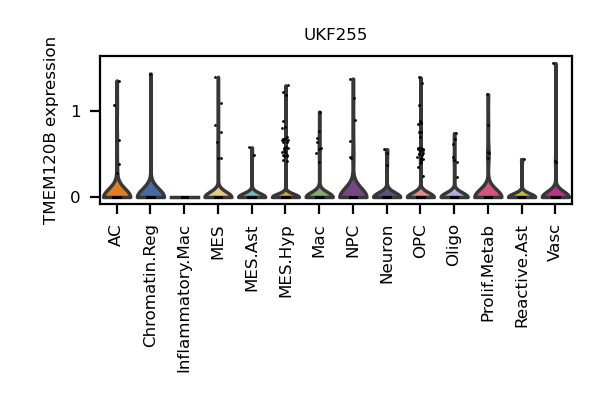 UKF255
TMEM120B expression
1
0
AC
Chromatin.Reg
Inflammatory.Mac
MES
MES.Ast
MES.Hyp
Mac
NPC
Neuron
OPC
Oligo
Prolif.Metab
Reactive.Ast
Vasc